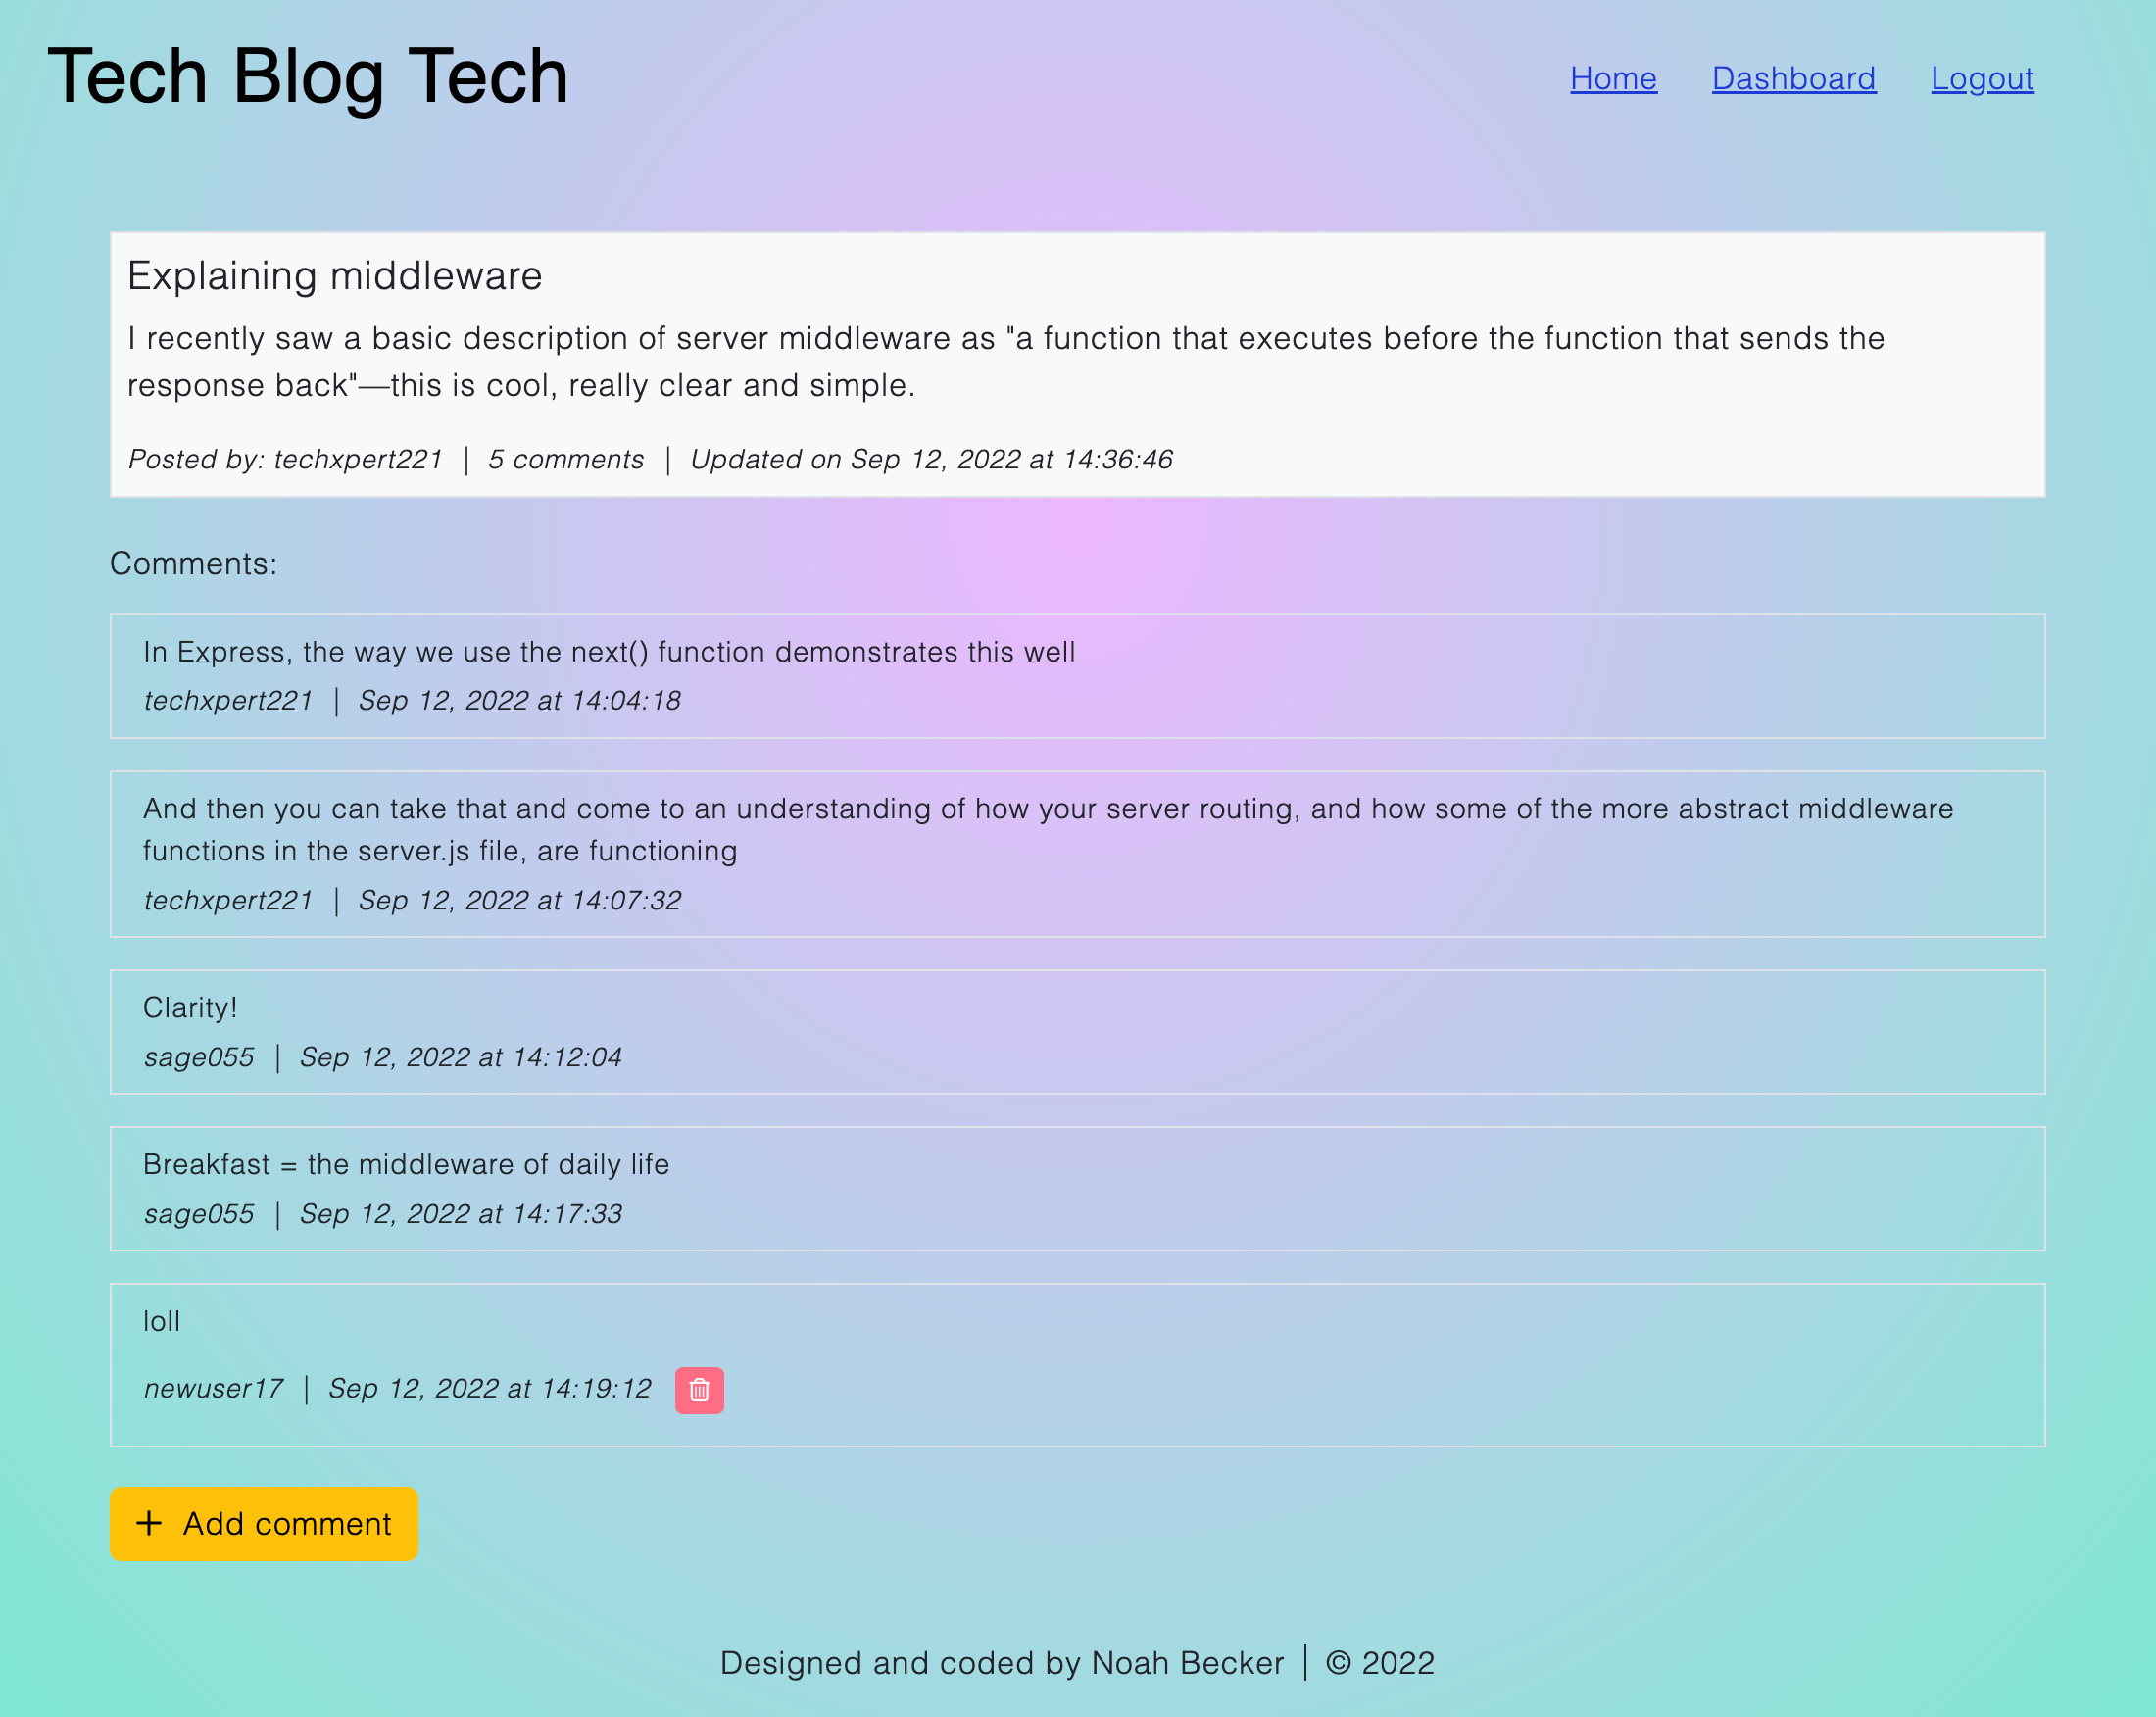 Tech Blog Tech
Home Dashboard Logout
Explaining middleware
I recently saw a basic description of server middleware as "a function that executes before the function that sends the
response back"—this is cool, really clear and simple.
Posted by: techxpert221 | 5 comments | Updated on Sep 12, 2022 at 14:36:46
Comments:
In Express, the way we use the next() function demonstrates this well
techxpert221 | Sep 12, 2022 at 14:04:18
And then you can take that and come to an understanding of how your server routing, and how some of the more abstract middleware
functions in the server.js file, are functioning
techxpert221 | Sep 12, 2022 at 14:07:32
Clarity!
sage055 | Sep 12, 2022 at 14:12:04
Breakfast = the middleware of daily life
sage055 | Sep 12, 2022 at 14:17:33
loll
newuser17 | Sep 12, 2022 at 14:19:12
+ Add comment
Designed and coded by Noah Becker | © 2022